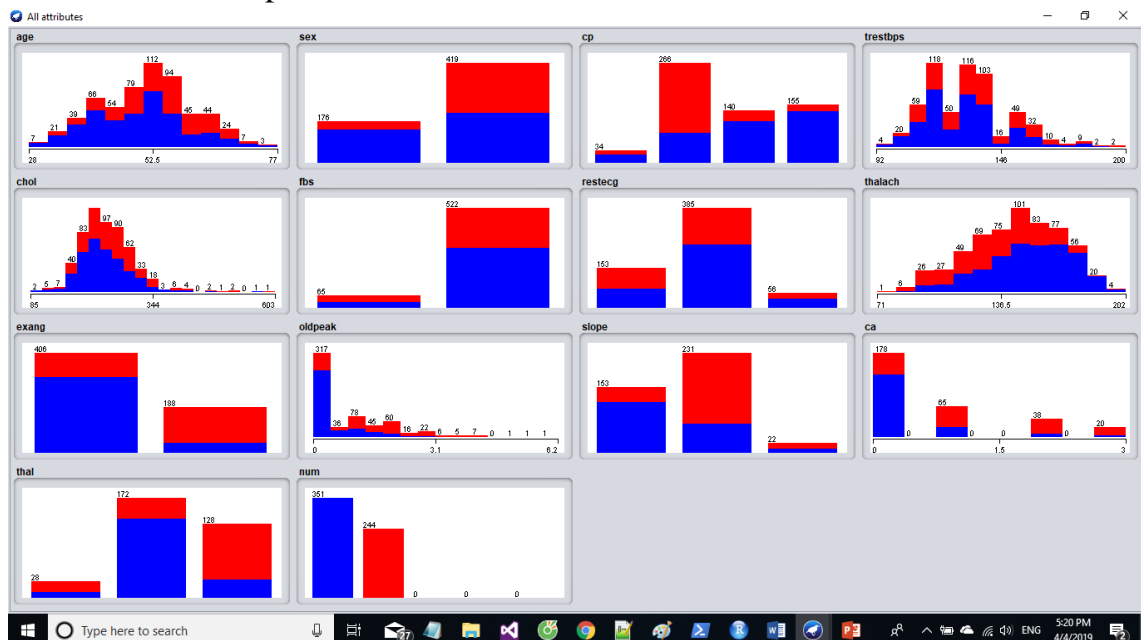 All attributes
age
7 21 39 66 54 79 112 94 45 44 24 7 3
28 52.5 77
sex
176 419
cp
34 266 140 155
trestbps
4 20 59 118 50 116 103 16 49 32 10 4 9 2 2
92 146 200
chol
2 5 7 40 83 97 90 62 33 18 3 6 4 0 2 1 2 0 1 1
85 344 603
fbs
65 522
restecg
153 385 56
thalach
1 6 26 27 49 69 75 101 83 77 56 20 4
71 136.5 202
exang
406 188
oldpeak
317 36 78 45 60 16 22 6 5 7 0 1 1 1
0 3.1 6.2
slope
153 231 22
ca
178 0 65 0 0 38 0 20
0 1.5 3
thal
28 172 128
num
351 244 0 0 0
Type here to search
27
ENG
5:20 PM
4/4/2019
2